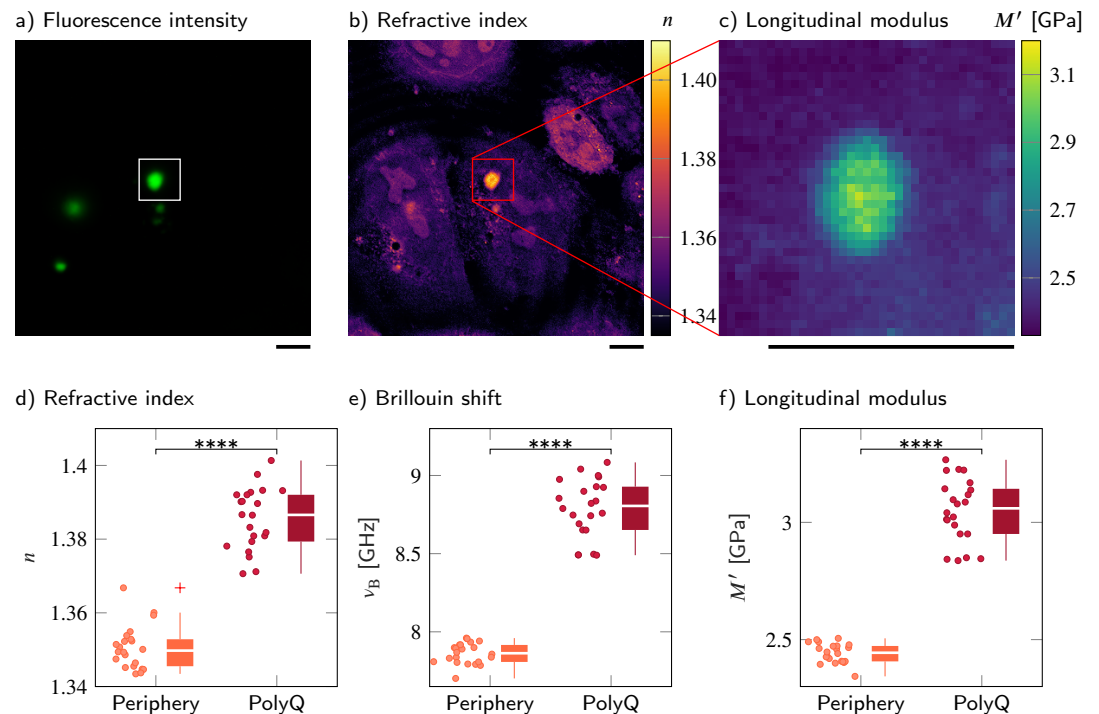 a) Fluorescence intensity
b) Refractive index
n
c) Longitudinal modulus
M′ [GPa]
1.40
1.38
1.36
1.34
3.1
2.9
2.7
2.5
d) Refractive index
e) Brillouin shift
f) Longitudinal modulus
****
****
****
n
1.4
1.38
1.36
1.34
Periphery
PolyQ
νB [GHz]
9
8.5
8
Periphery
PolyQ
M′ [GPa]
3
2.5
Periphery
PolyQ